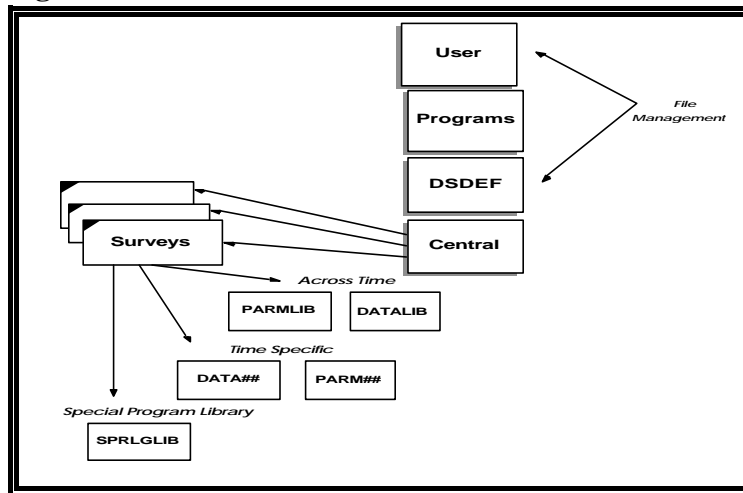 User
File
Management
Programs
DSDEF
Surveys
Central
Across Time
PARMLIB
DATALIB
Time Specific
DATA##
PARM##
Special Program Library
SPRLGLIB